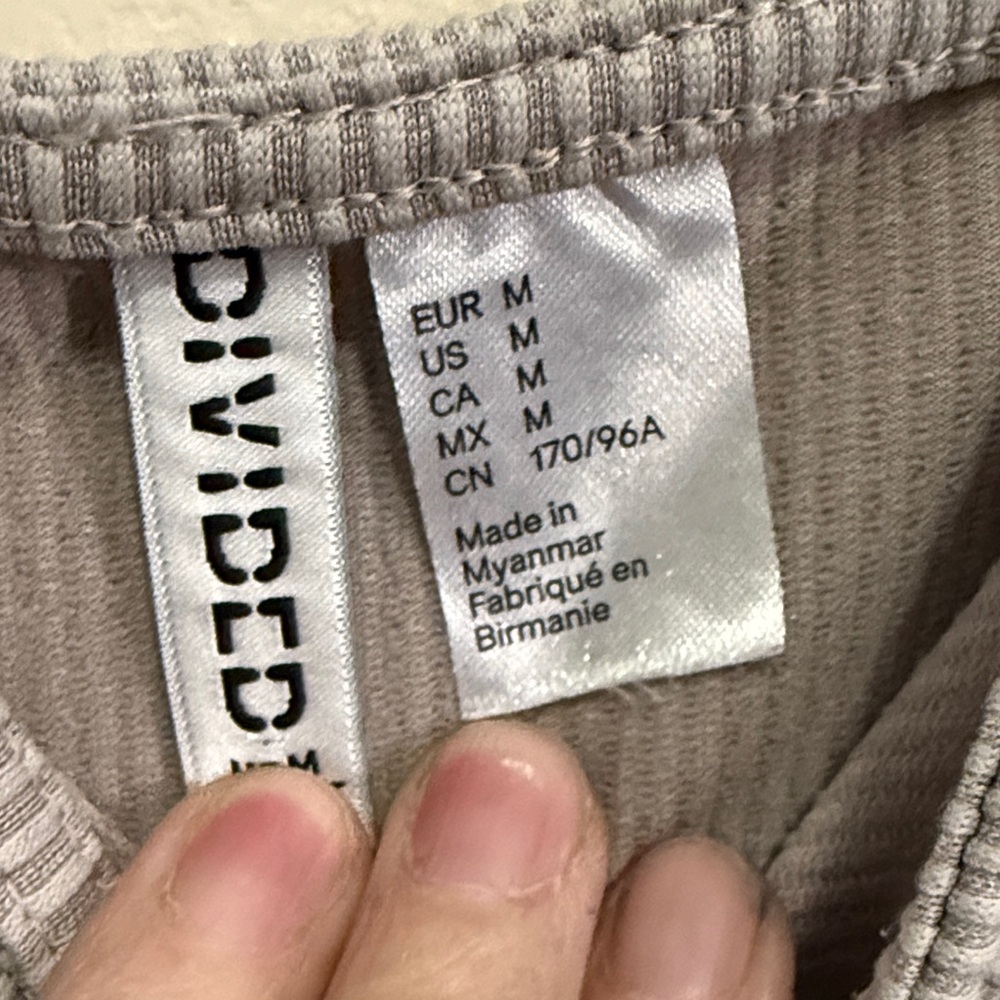 DIVIDED
EUR M
US M
CA M
MX M
CN 170/96A
Made in
Myanmar
Fabriqué en
Birmanie